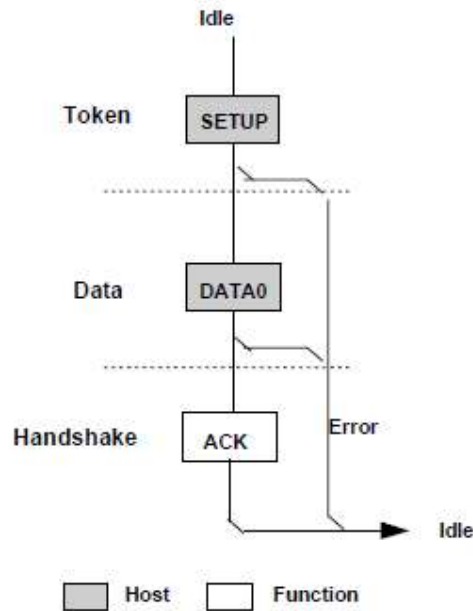 Idle
Token
SETUP
Data
DATA0
Handshake
ACK
Error
Idle
Host
Function